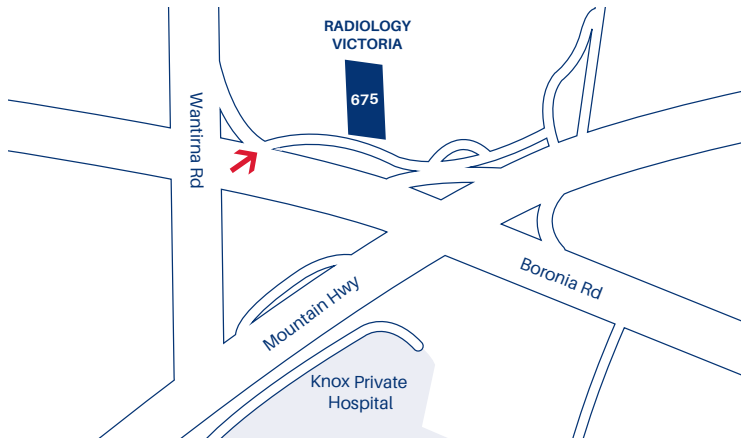 RADIOLOGY
VICTORIA
675
Wantirna Rd
Boronia Rd
Mountain Hwy
Knox Private
Hospital